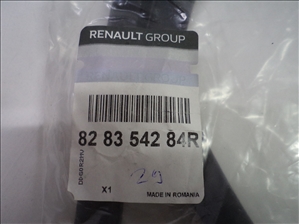 RENAULT GROUP
82 83 542 84R
X1
MADE IN ROMANIA